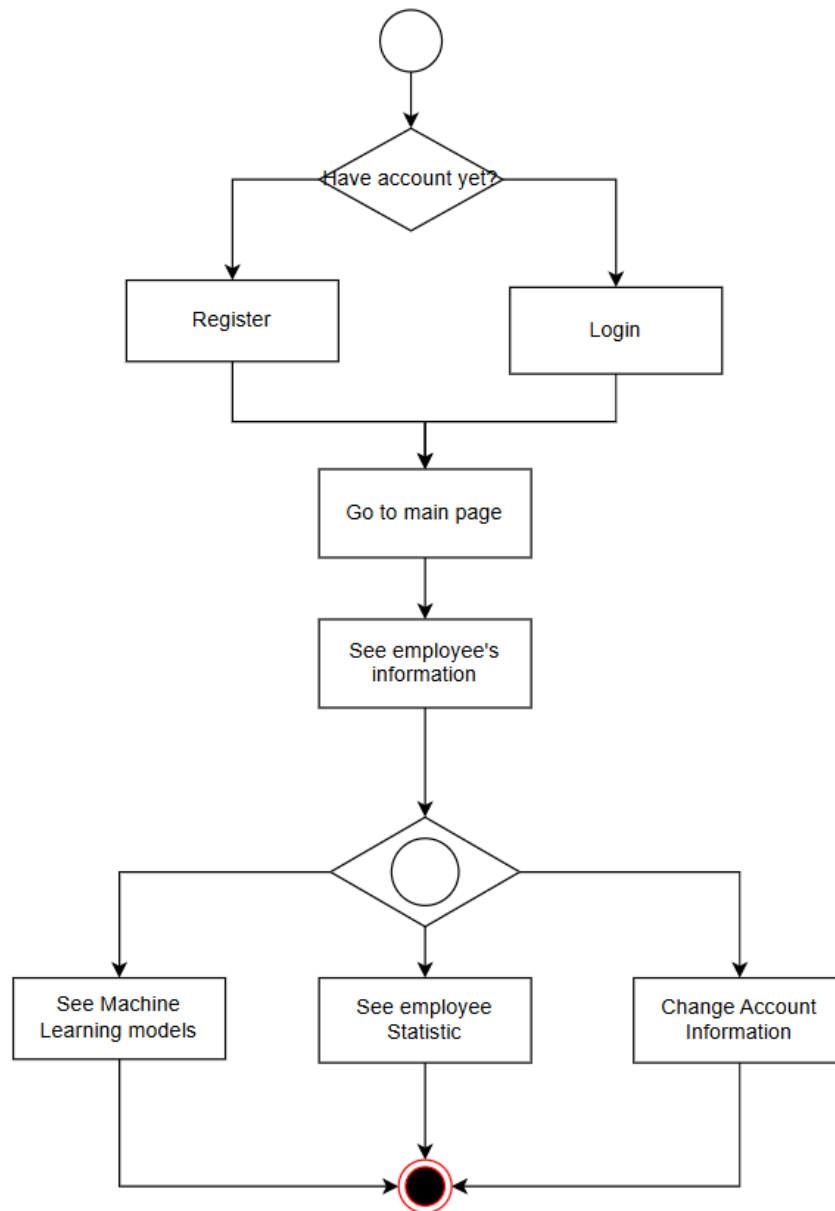 Have account yet?
Register
Login
Go to main page
See employee's
information
See Machine
Learning models
See employee
Statistic
Change Account
Information